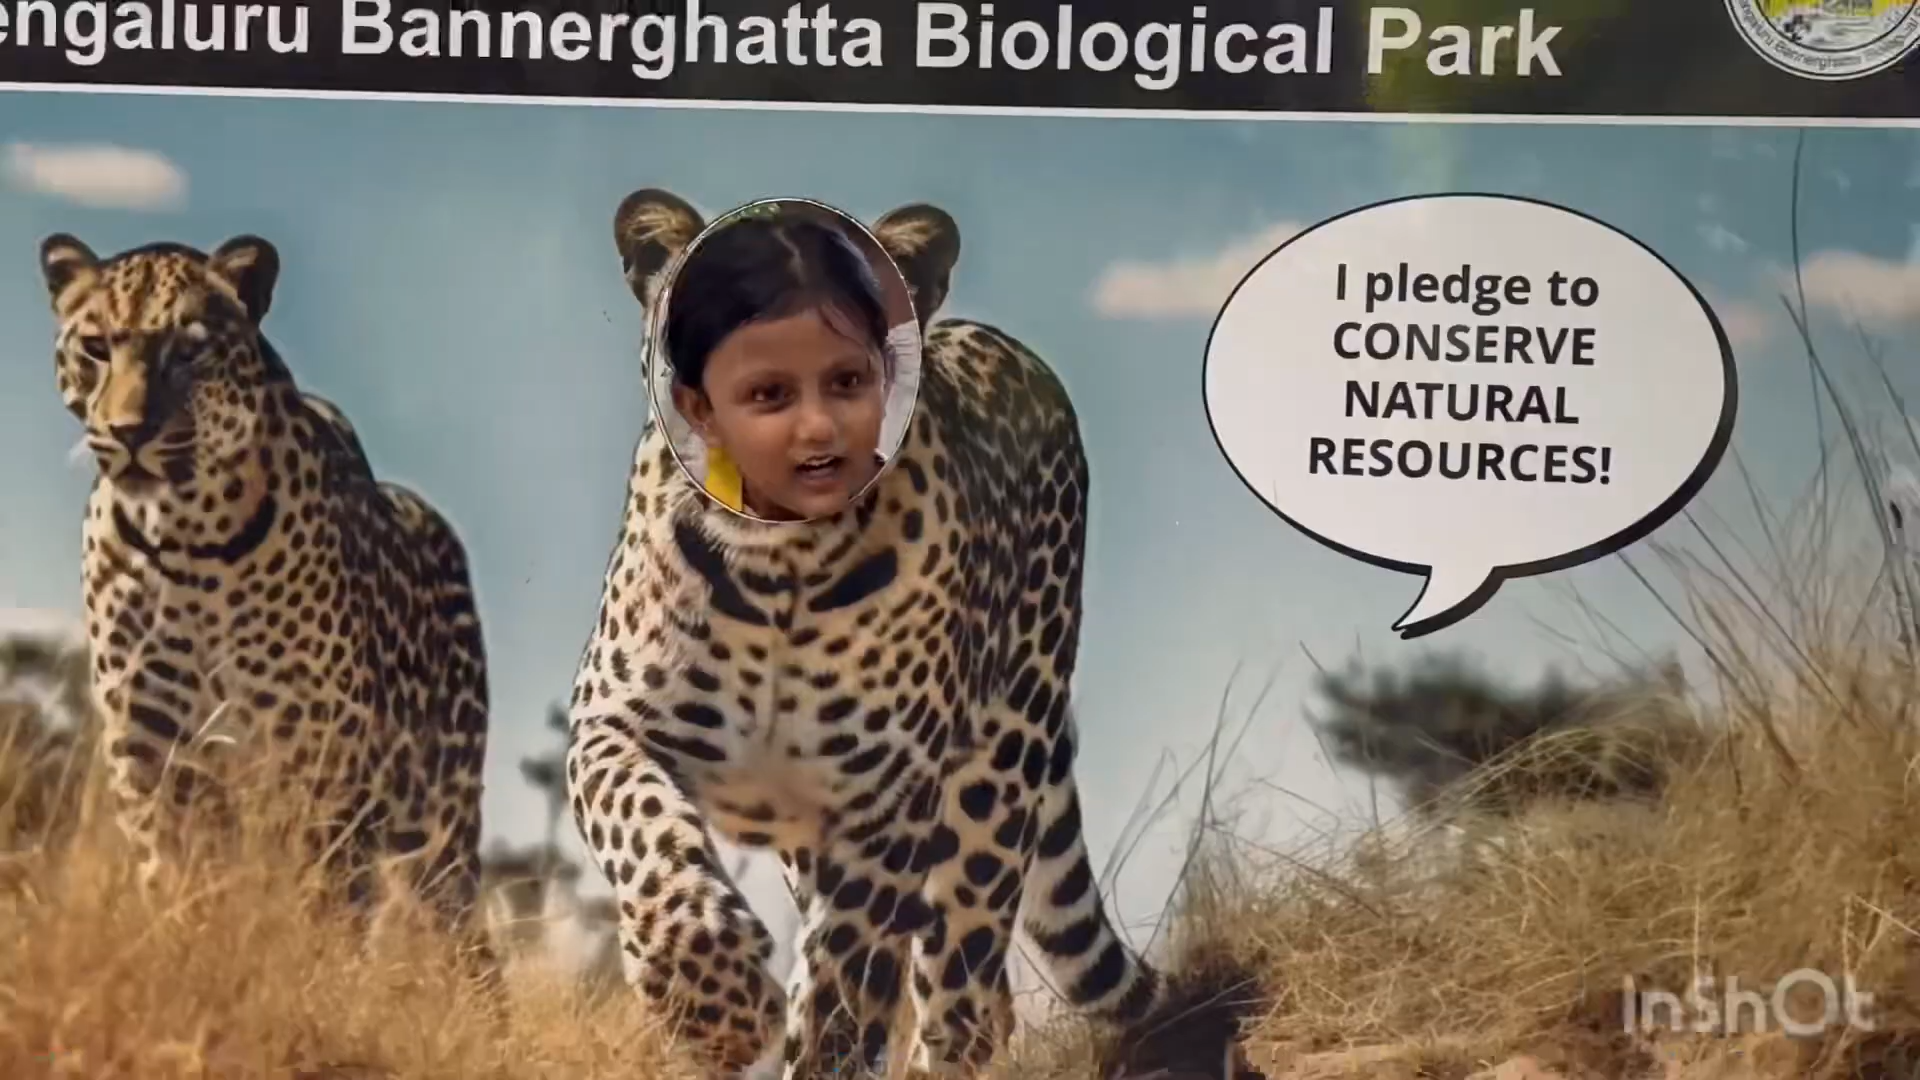 engaluru Bannerghatta Biological Park
I pledge to
CONSERVE
NATURAL
RESOURCES!
InShOt